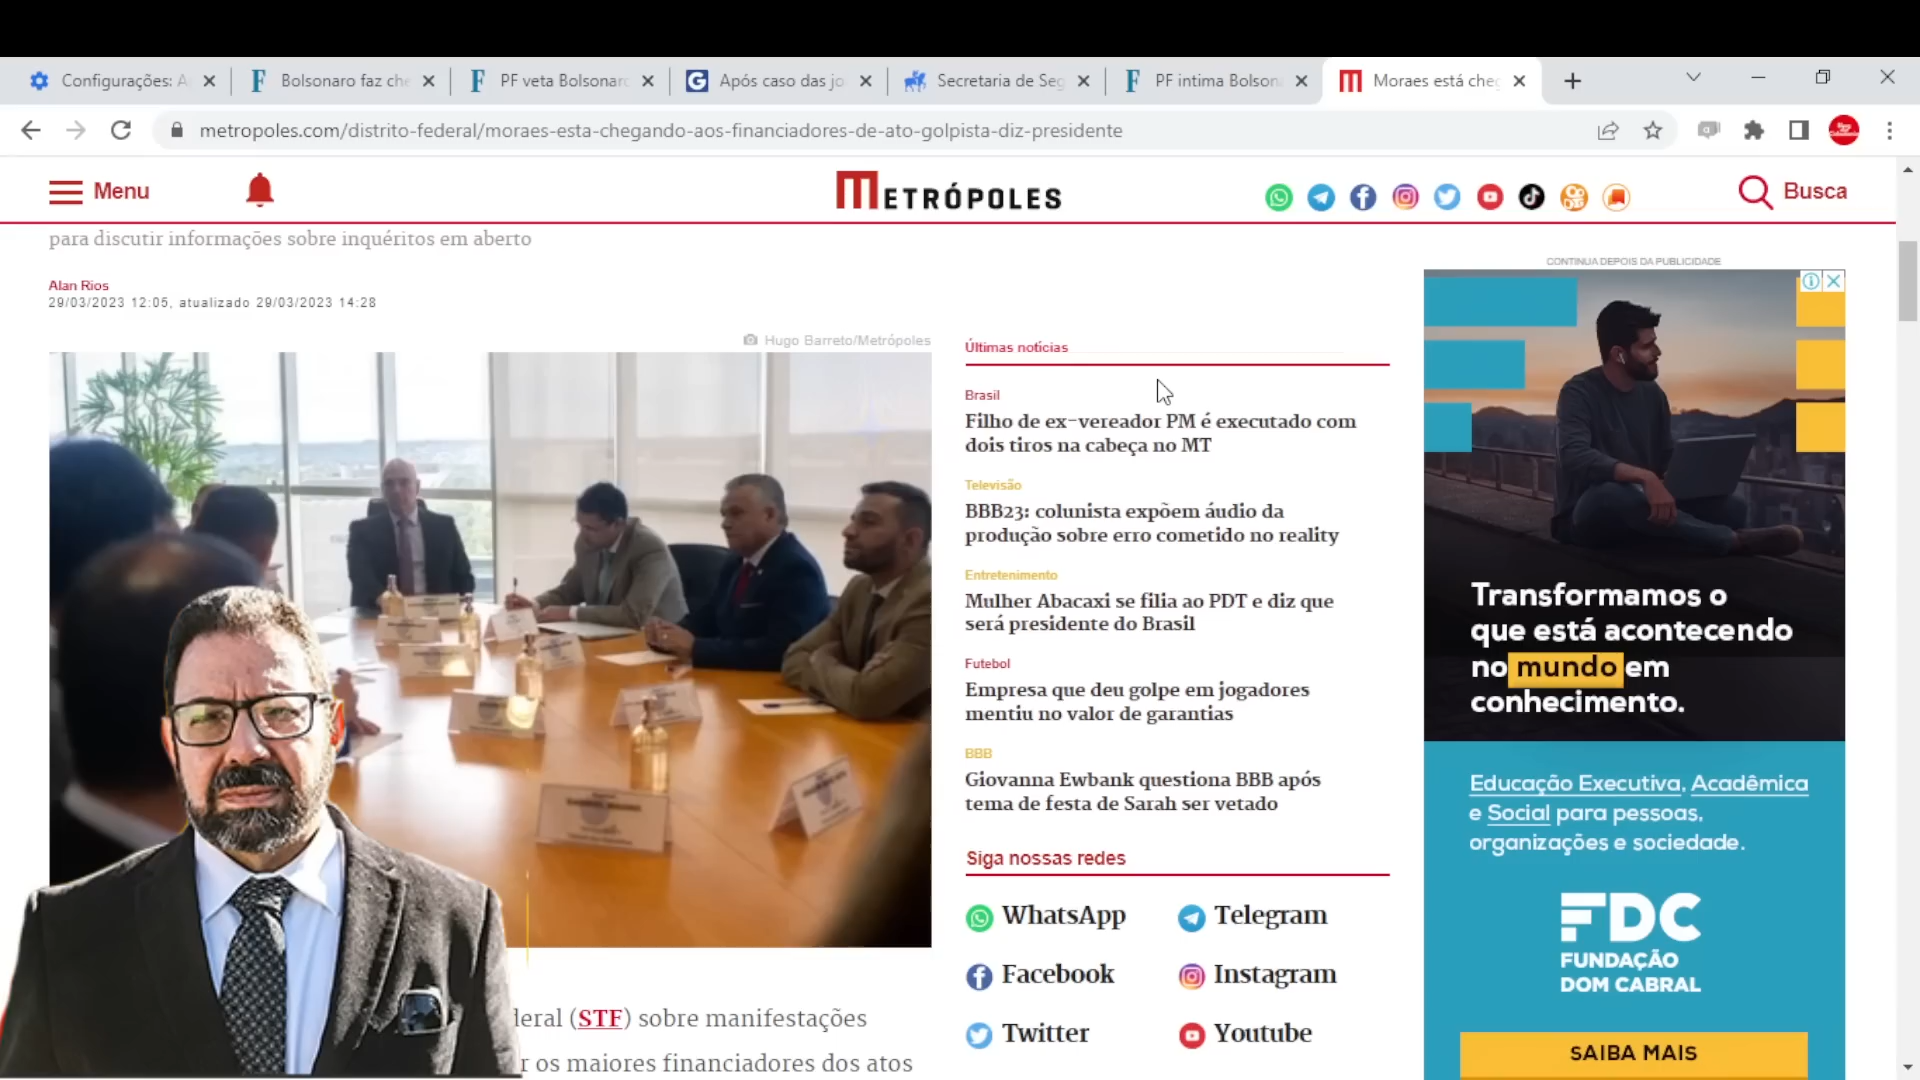 Configurações: A
Bolsonaro faz che
PF veta Bolsonaro
Após caso das jo
Secretaria de Seg
PF intima Bolson
Moraes está cheg
metropoles.com/distrito-federal/moraes-esta-chegando-aos-financiadores-de-ato-golpista-diz-presidente
Menu
METRÓPOLES
Busca
para discutir informações sobre inquéritos em aberto
Alan Rios
29/03/2023 12:05, atualizado 29/03/2023 14:28
Hugo Barreto/Metrópoles
Últimas notícias
Brasil
Filho de ex-vereador PM é executado com
dois tiros na cabeça no MT
Televisão
BBB23: colunista expõem áudio da
produção sobre erro cometido no reality
Entretenimento
Mulher Abacaxi se filia ao PDT e diz que
será presidente do Brasil
Futebol
Empresa que deu golpe em jogadores
mentiu no valor de garantias
BBB
Giovanna Ewbank questiona BBB após
tema de festa de Sarah ser vetado
Siga nossas redes
WhatsApp
Telegram
Facebook
Instagram
Twitter
Youtube
deral (STF) sobre manifestações
r os maiores financiadores dos atos
CONTINUA DEPOIS DA PUBLICIDADE
Transformamos o
que está acontecendo
no mundo em
conhecimento.
Educação Executiva, Acadêmica
e Social para pessoas,
organizações e sociedade.
FDC
FUNDAÇÃO
DOM CABRAL
SAIBA MAIS